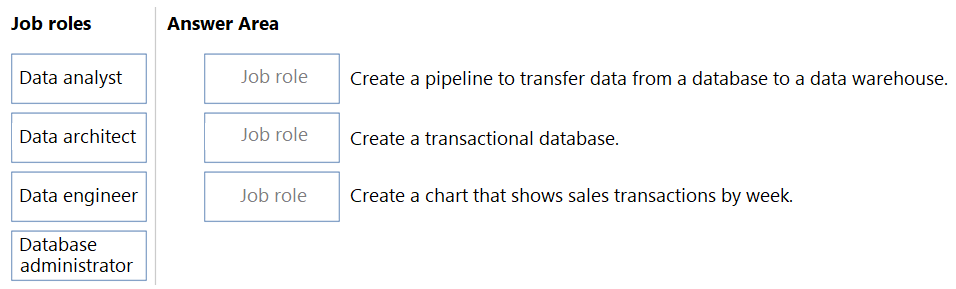 Job roles
Answer Area
Data analyst
Job role
Create a pipeline to transfer data from a database to a data warehouse.
Data architect
Job role
Create a transactional database.
Data engineer
Job role
Create a chart that shows sales transactions by week.
Database
administrator